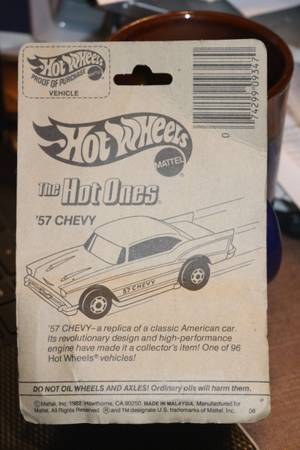 Hot Wheels
PROOF OF PURCHASE
VEHICLE
0 74299 09347
Hot Wheels
MATTEL
The Hot Ones®
'57 CHEVY
57 CHEVY
'57 CHEVY–a replica of a classic American car.
Its revolutionary design and high-performance
engine have made it a collector's item! One of 96
Hot Wheels® vehicles!
DO NOT OIL WHEELS AND AXLES! Ordinary oils will harm them.
© Mattel, Inc. 1982. Hawthorne, CA 90250. MADE IN MALAYSIA. Manufactured for
Mattel. All Rights Reserved. ® and TM designate U.S. trademarks of Mattel, Inc.